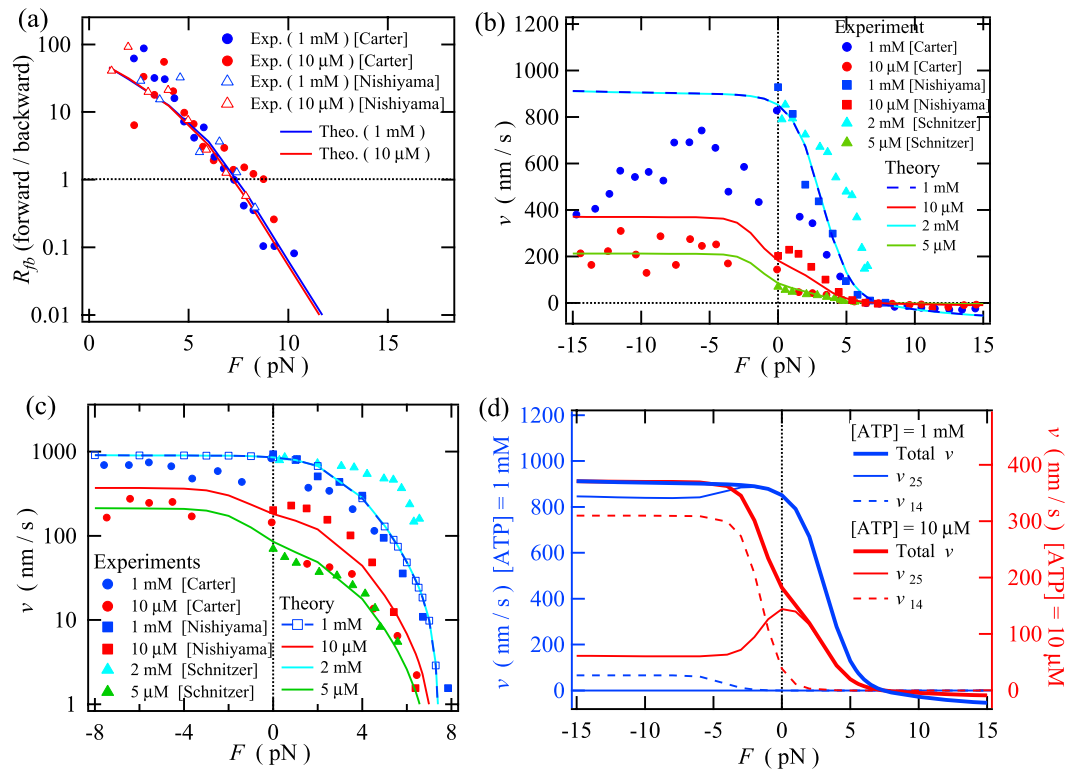 (a)
R_fb (forward / backward)
100
10
1
0.1
0.01
0
5
10
F ( pN )
Exp. ( 1 mM ) [Carter]
Exp. ( 10 μM ) [Carter]
Exp. ( 1 mM ) [Nishiyama]
Exp. ( 10 μM ) [Nishiyama]
Theo. ( 1 mM )
Theo. ( 10 μM )
(b)
v ( nm / s )
1200
1000
800
600
400
200
0
-15
-10
-5
0
5
10
15
F ( pN )
Experiment
1 mM [Carter]
10 μM [Carter]
1 mM [Nishiyama]
10 μM [Nishiyama]
2 mM [Schnitzer]
5 μM [Schnitzer]
Theory
1 mM
10 μM
2 mM
5 μM
(c)
v ( nm / s )
1000
100
10
1
-8
-4
0
4
8
F ( pN )
Experiments
1 mM [Carter]
10 μM [Carter]
1 mM [Nishiyama]
10 μM [Nishiyama]
2 mM [Schnitzer]
5 μM [Schnitzer]
Theory
1 mM
10 μM
2 mM
5 μM
(d)
v ( nm / s ) [ATP] = 1 mM
1200
1000
800
600
400
200
0
-15
-10
-5
0
5
10
15
F ( pN )
[ATP] = 1 mM
Total v
v 25
v 14
[ATP] = 10 μM
Total v
v 25
v 14
400
300
200
100
0
v ( nm / s ) [ATP] = 10 μM